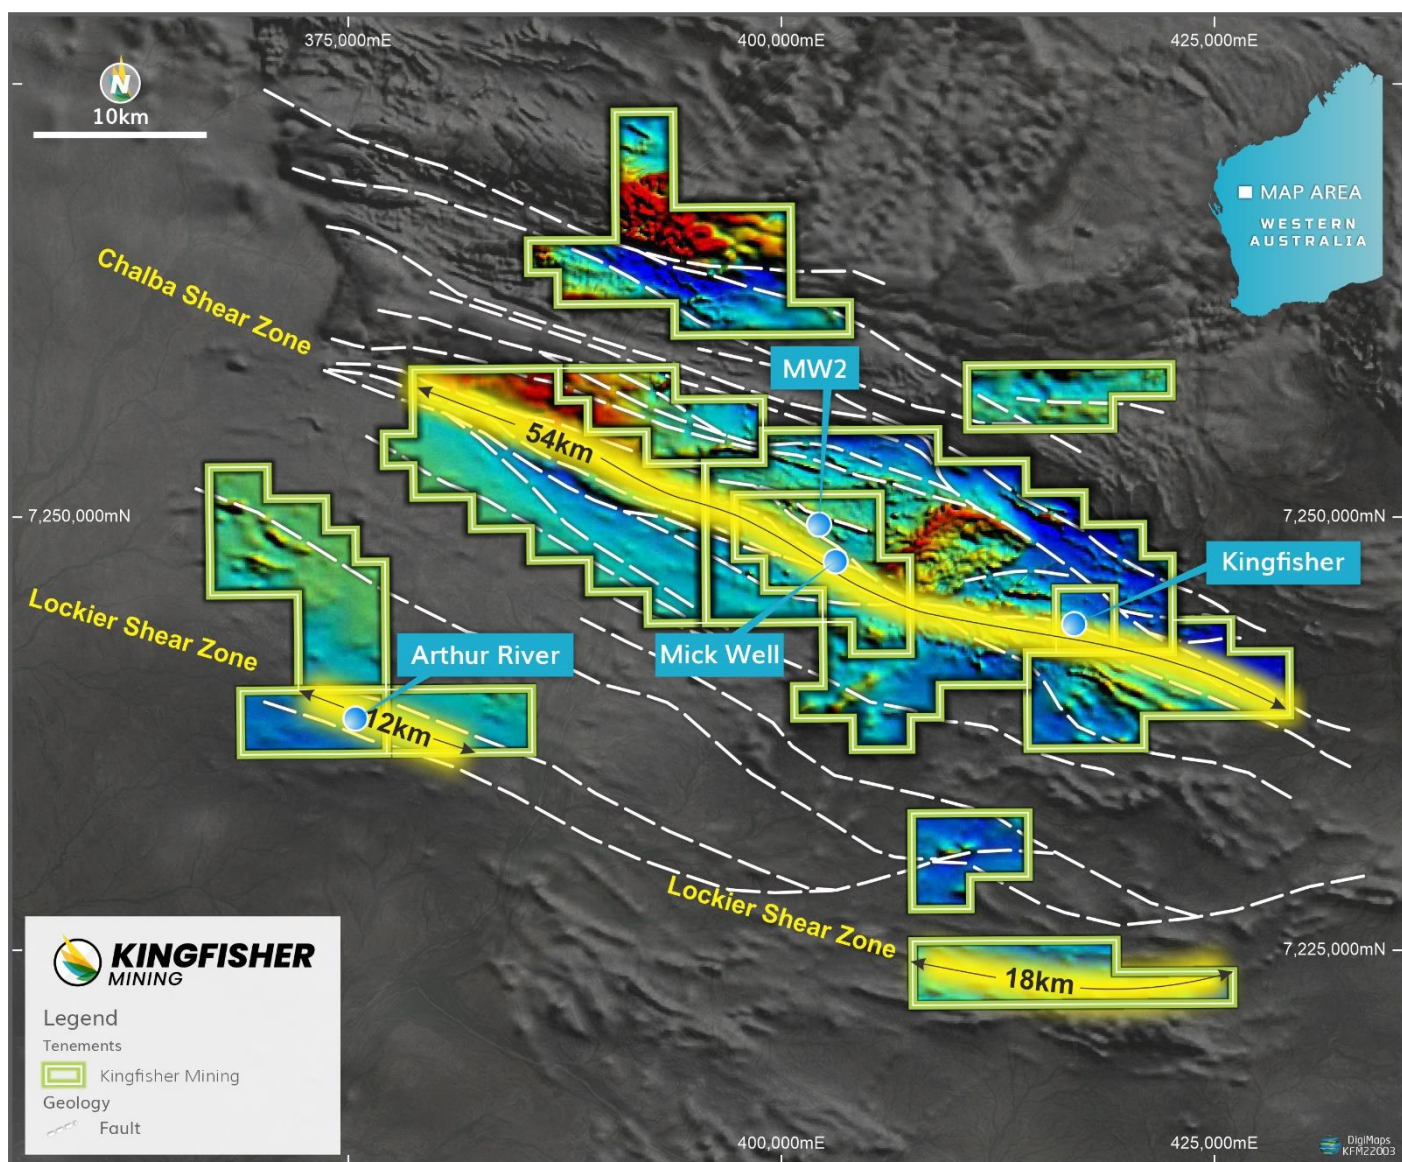 375,000mE
400,000mE
425,000mE
N
10km
MAP AREA
WESTERN
AUSTRALIA
Chalba Shear Zone
MW2
54km
7,250,000mN
7,250,000mN
Kingfisher
Lockier Shear Zone
Arthur River
Mick Well
12km
Lockier Shear Zone
7,225,000mN
18km
KINGFISHER
MINING
Legend
Tenements
Kingfisher Mining
Geology
Fault
400,000mE
425,000mE
DigiMaps
KFM22003